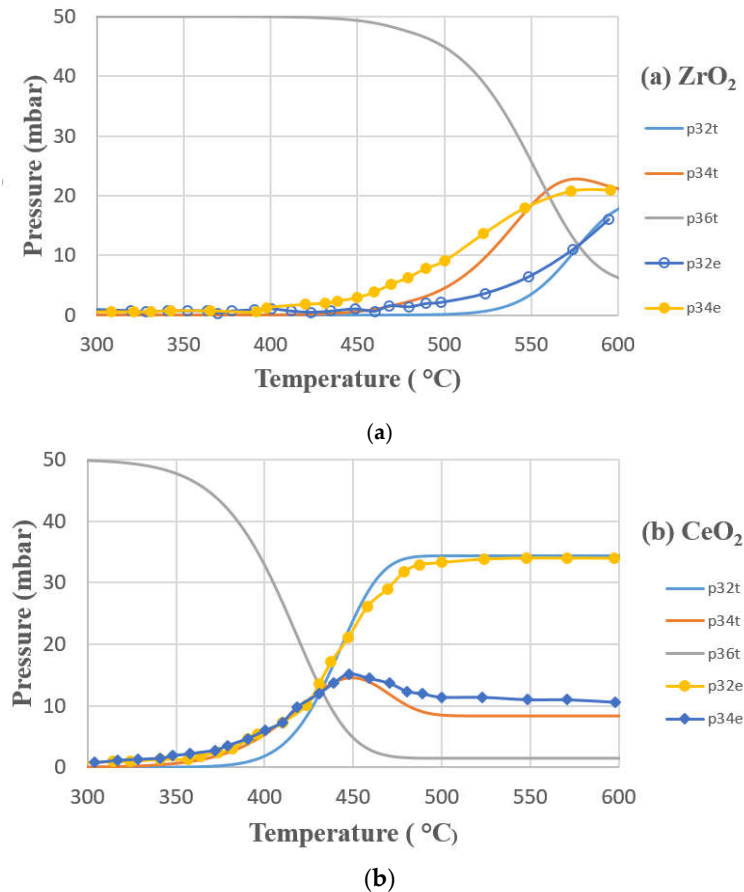 50
40
30
20
10
0
Pressure (mbar)
300 350 400 450 500 550 600
Temperature ( °C)
(a) ZrO₂
p32t
p34t
p36t
p32e
p34e
(a)
50
40
30
20
10
0
Pressure (mbar)
300 350 400 450 500 550 600
Temperature ( °C)
(b) CeO₂
p32t
p34t
p36t
p32e
p34e
(b)